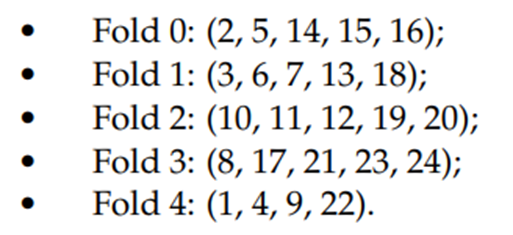 • Fold 0: (2, 5, 14, 15, 16);
• Fold 1: (3, 6, 7, 13, 18);
• Fold 2: (10, 11, 12, 19, 20);
• Fold 3: (8, 17, 21, 23, 24);
• Fold 4: (1, 4, 9, 22).